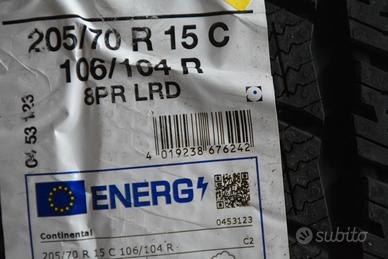 205/70 R 15 C
106/104 R
8PR LRD
04 53 123
4 019238 676242
ENERG
0453123
Continental
205/70 R 15 C 106/104 R
C2
subito